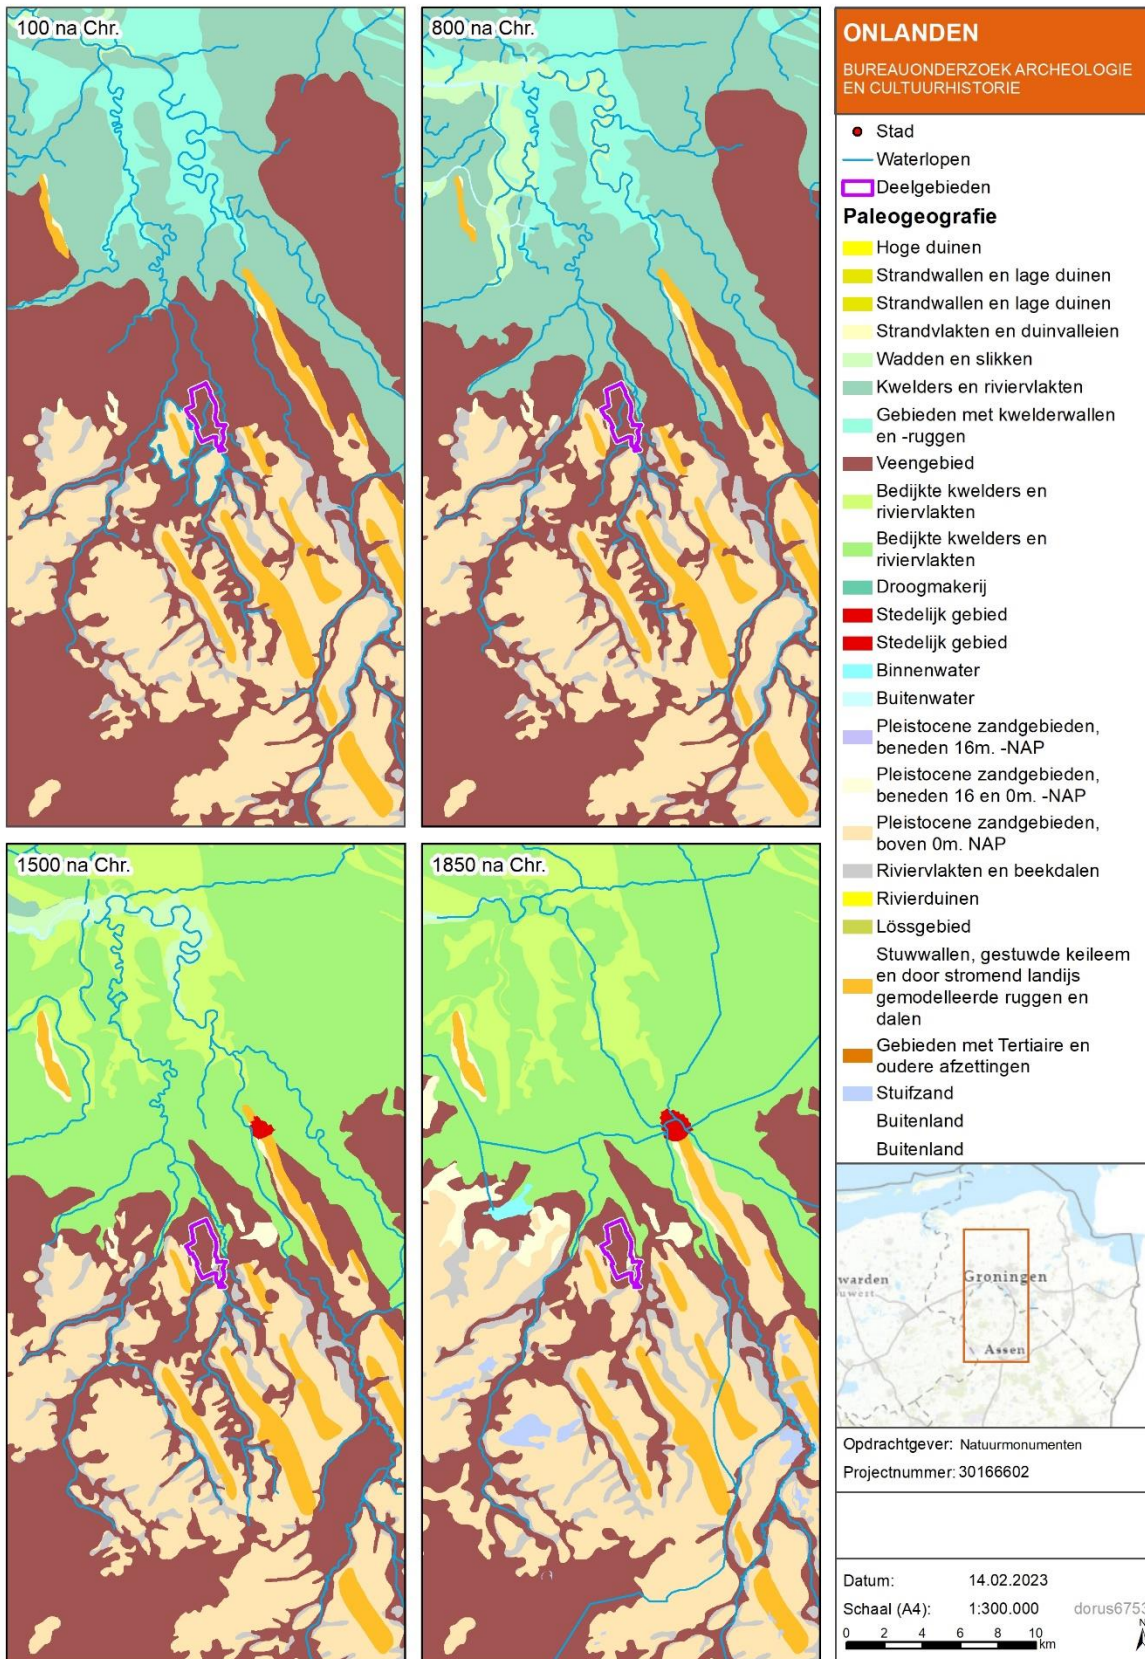 100 na Chr.
800 na Chr.
1500 na Chr.
1850 na Chr.
ONLANDEN
BUREAUONDERZOEK ARCHEOLOGIE
EN CULTUURHISTORIE
Stad
Waterlopen
Deelgebieden
Paleogeografie
Hoge duinen
Strandwallen en lage duinen
Strandwallen en lage duinen
Strandvlakten en duinvalleien
Wadden en slikken
Kwelders en riviervlakten
Gebieden met kwelderwallen
en -ruggen
Veengebied
Bedijkte kwelders en
riviervlakten
Bedijkte kwelders en
riviervlakten
Droogmakerij
Stedelijk gebied
Stedelijk gebied
Binnenwater
Buitenwater
Pleistocene zandgebieden,
beneden 16m. -NAP
Pleistocene zandgebieden,
beneden 16 en 0m. -NAP
Pleistocene zandgebieden,
boven 0m. NAP
Riviervlakten en beekdalen
Rivierduinen
Lössgebied
Stuwwallen, gestuwde keileem
en door stromend landijs
gemodelleerde ruggen en
dalen
Gebieden met Tertiaire en
oudere afzettingen
Stuifzand
Buitenland
Buitenland
warden
Groningen
Assen
Opdrachtgever: Natuurmonumenten
Projectnummer: 30166602
Datum: 14.02.2023
Schaal (A4): 1:300.000 dorus6753
0 2 4 6 8 10
km
N